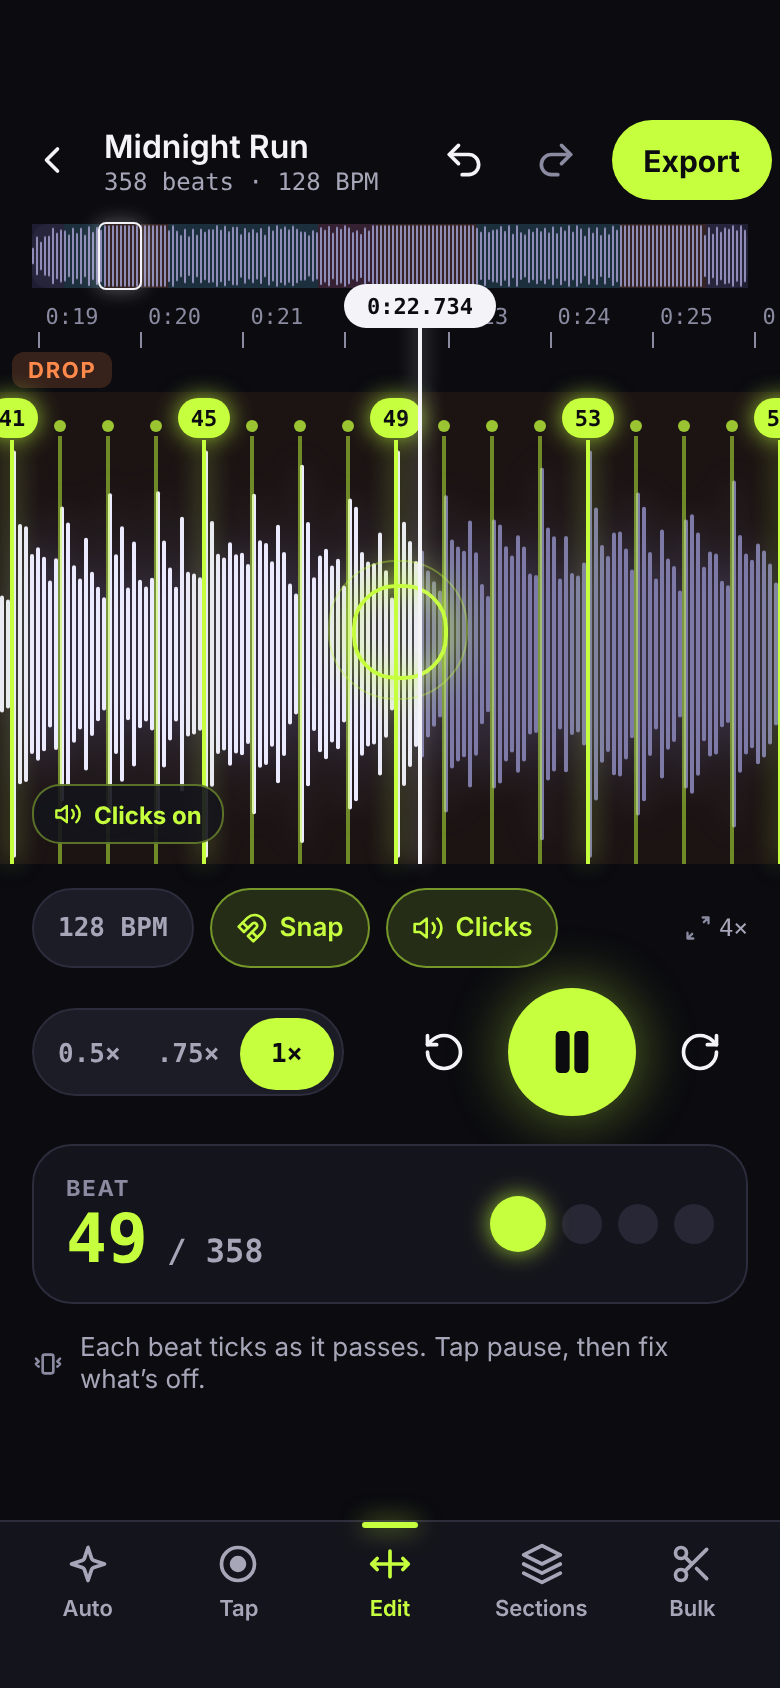 Midnight Run
358 beats · 128 BPM
Export
0:19 0:20 0:21 0:22.734 0:24 0:25
DROP
41 45 49 53
Clicks on
128 BPM Snap Clicks 4×
0.5× .75× 1×
BEAT
49 / 358
Each beat ticks as it passes. Tap pause, then fix
what’s off.
Auto Tap Edit Sections Bulk